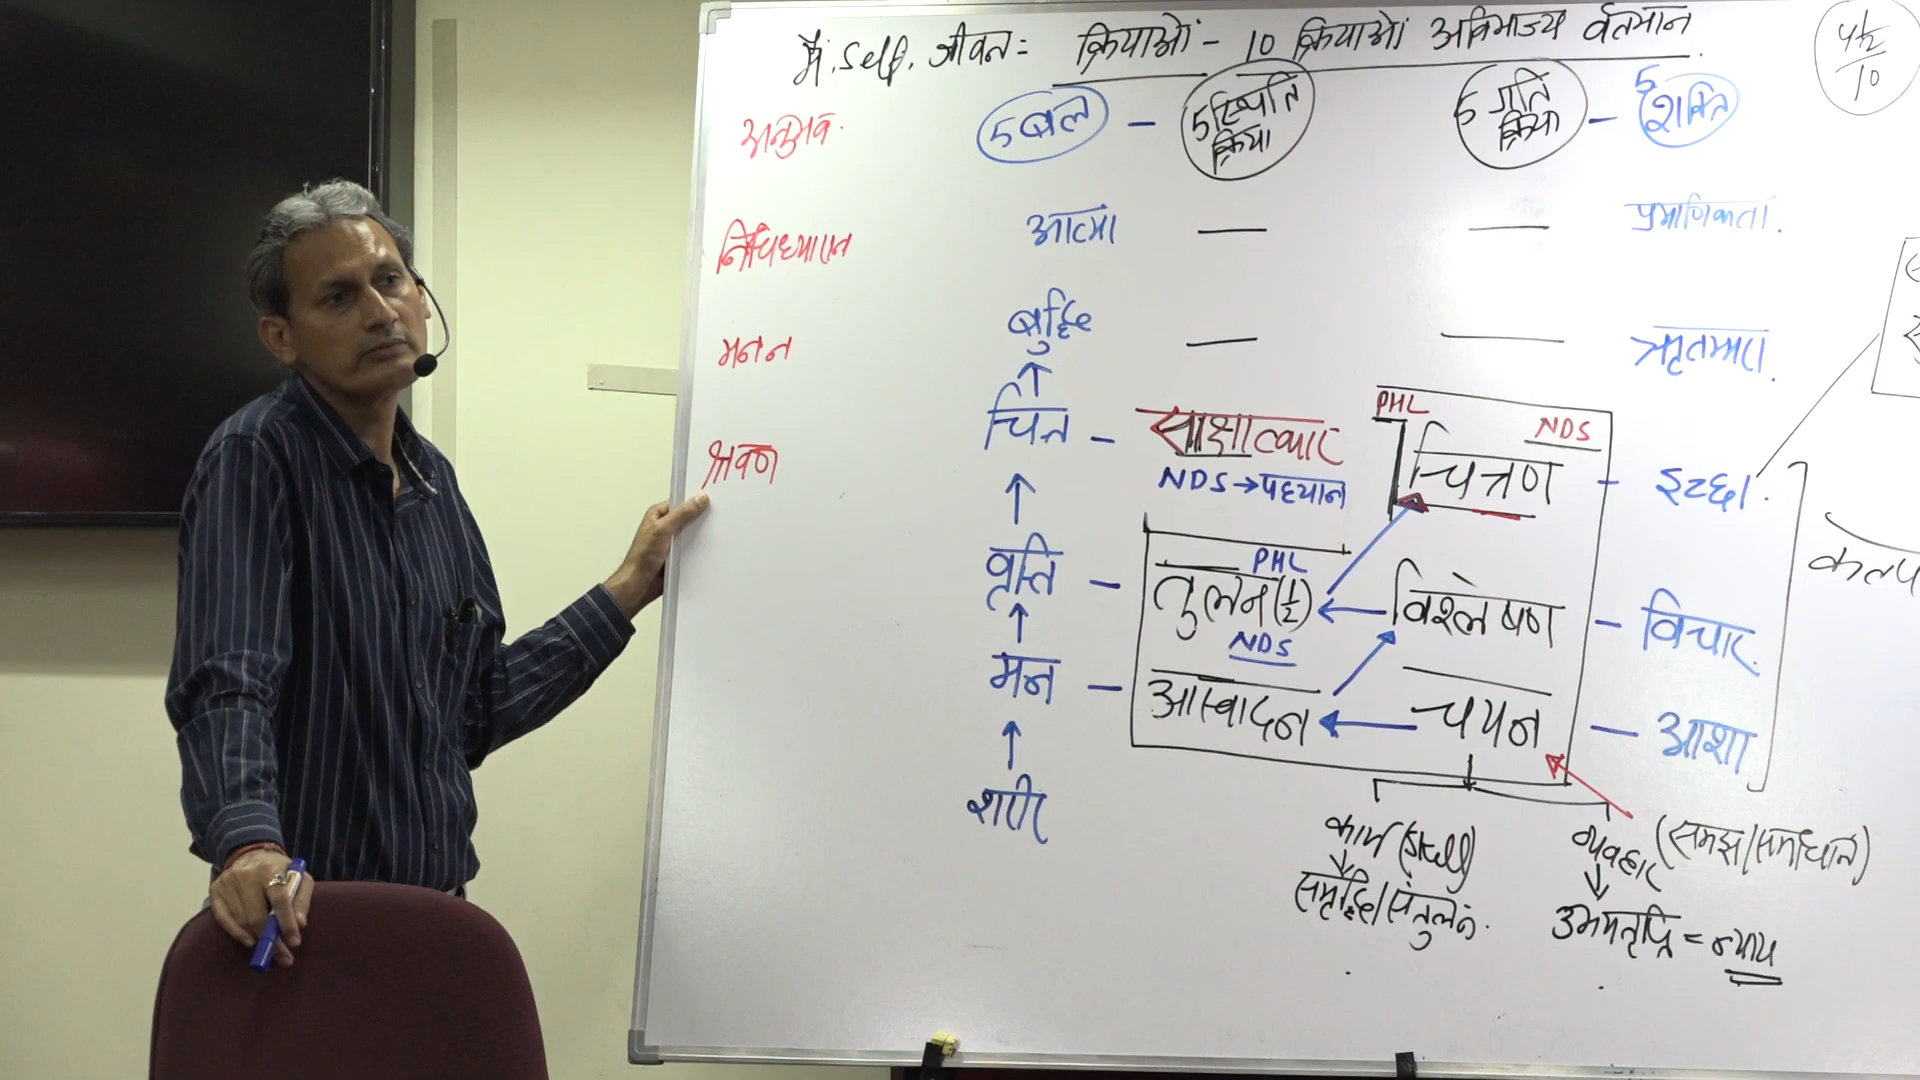 मैं. Self. जीवन = क्रियाओं - 10 क्रियाओं अविभाज्य वर्तमान
4½/10
अनुभव. 5 बल - 5 स्थिति क्रिया 5 गति क्रिया - 5 शक्ति
निधिध्यासन आत्मा — — प्रमाणिकता.
मनन बुद्धि — — ऋतम्भरा.
PHL NDS
श्रवण चित्त - साक्षात्कार चित्रण - इच्छा.
NDS → पहचान
PHL
वृत्ति - तुलन (½) विश्लेषण - विचार
NDS
मन - आस्वादन चयन - आशा
शरीर
कार्य (Skill) व्यवहार (समझ/समाधान)
समृद्धि/संतुलन. उभयतृप्ति = न्याय